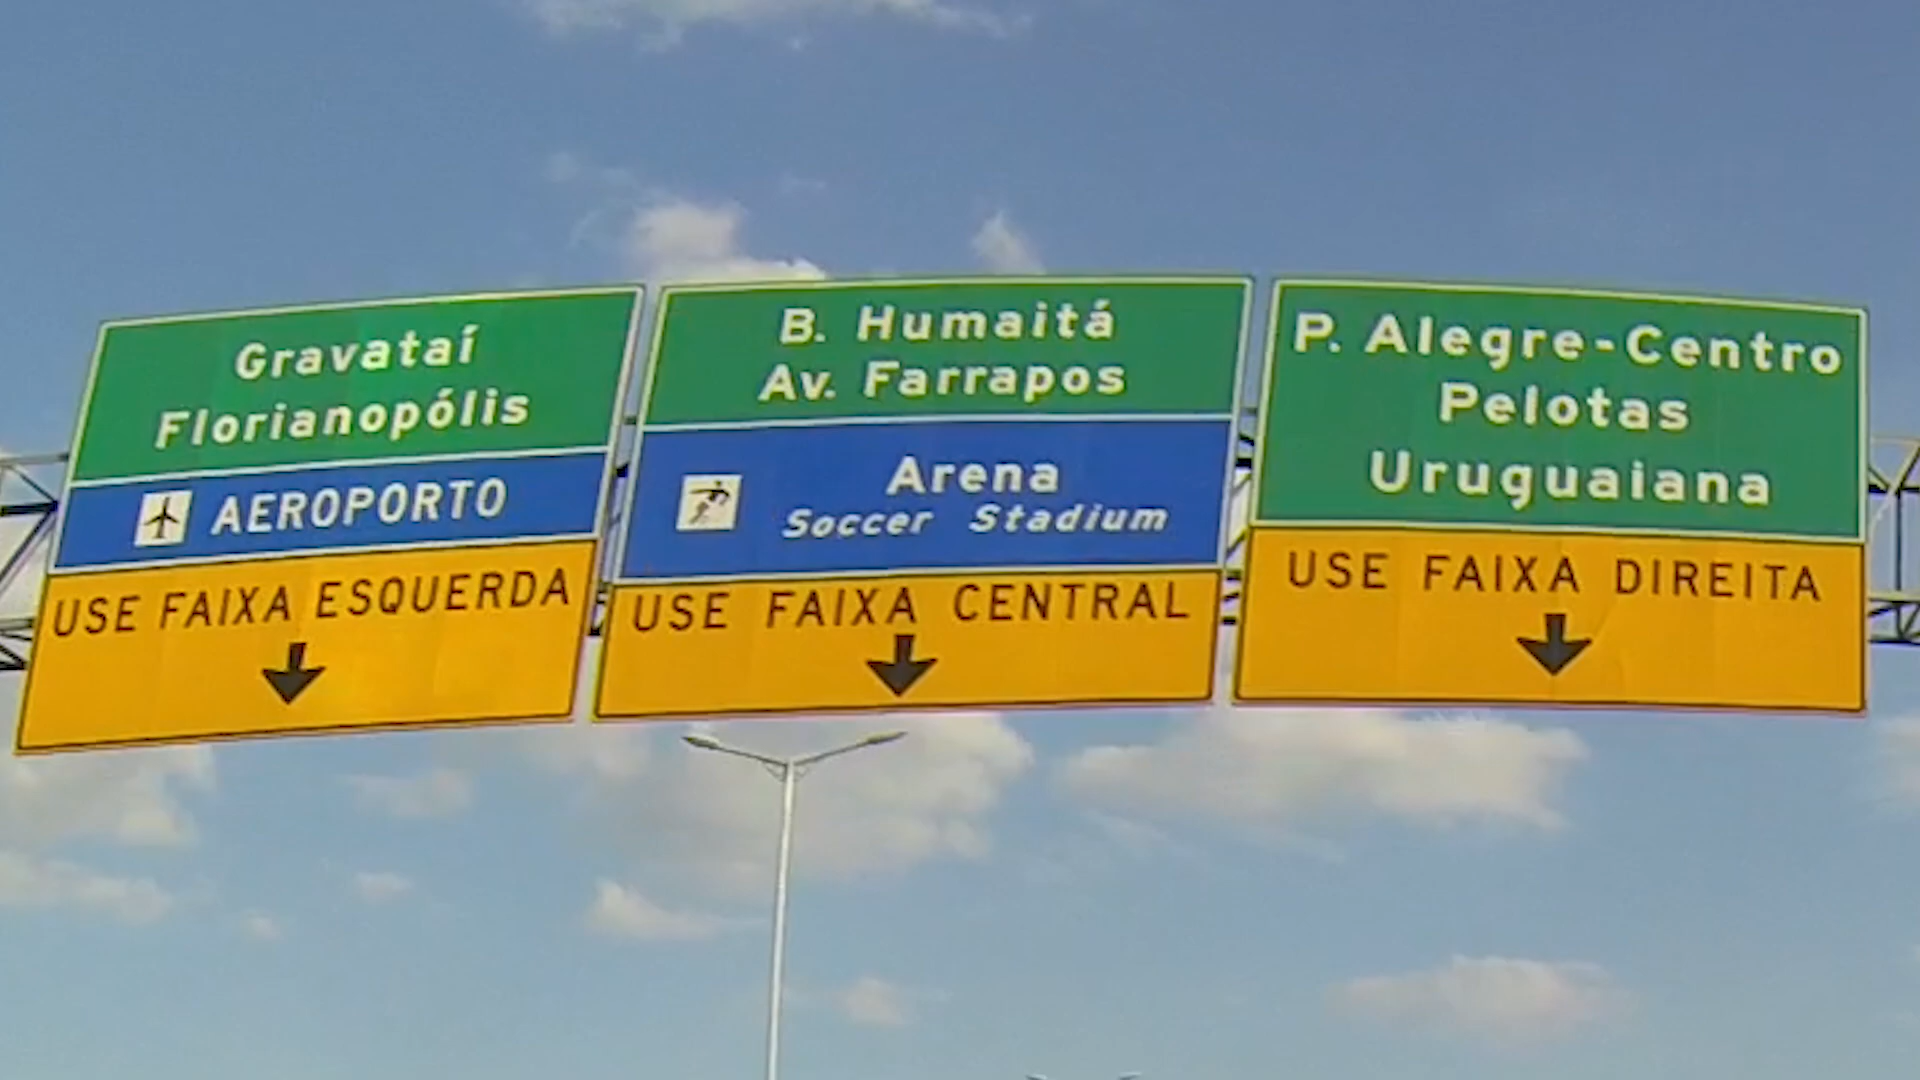 Gravataí
Florianopólis
AEROPORTO
USE FAIXA ESQUERDA
B. Humaitá
Av. Farrapos
Arena
Soccer Stadium
USE FAIXA CENTRAL
P. Alegre-Centro
Pelotas
Uruguaiana
USE FAIXA DIREITA